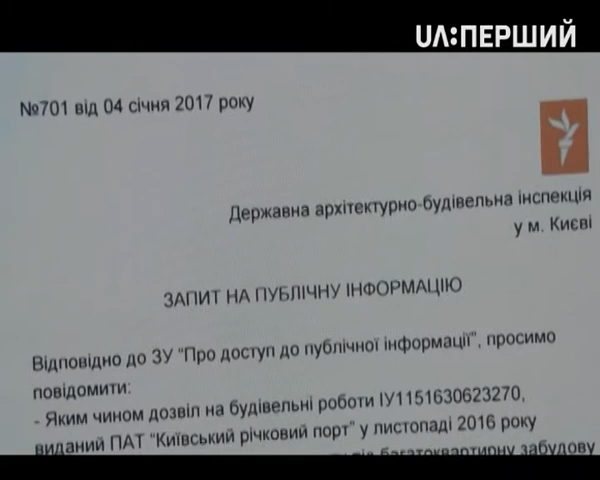 UA:ПЕРШИЙ
№701 від 04 січня 2017 року
Державна архітектурно-будівельна інспекція
у м. Києві
ЗАПИТ НА ПУБЛІЧНУ ІНФОРМАЦІЮ
Відповідно до ЗУ "Про доступ до публічної інформації", просимо
повідомити:
- Яким чином дозвіл на будівельні роботи ІУ1151630623270,
виданий ПАТ "Київський річковий порт" у листопаді 2016 року
багатоквартирну забудову